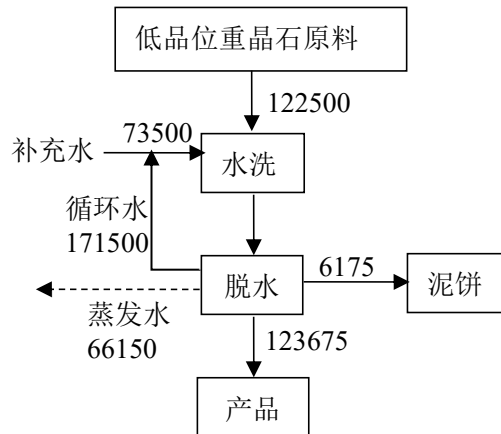 低品位重晶石原料
122500
73500
补充水
水洗
循环水
171500
脱水
6175
泥饼
蒸发水
66150
123675
产品